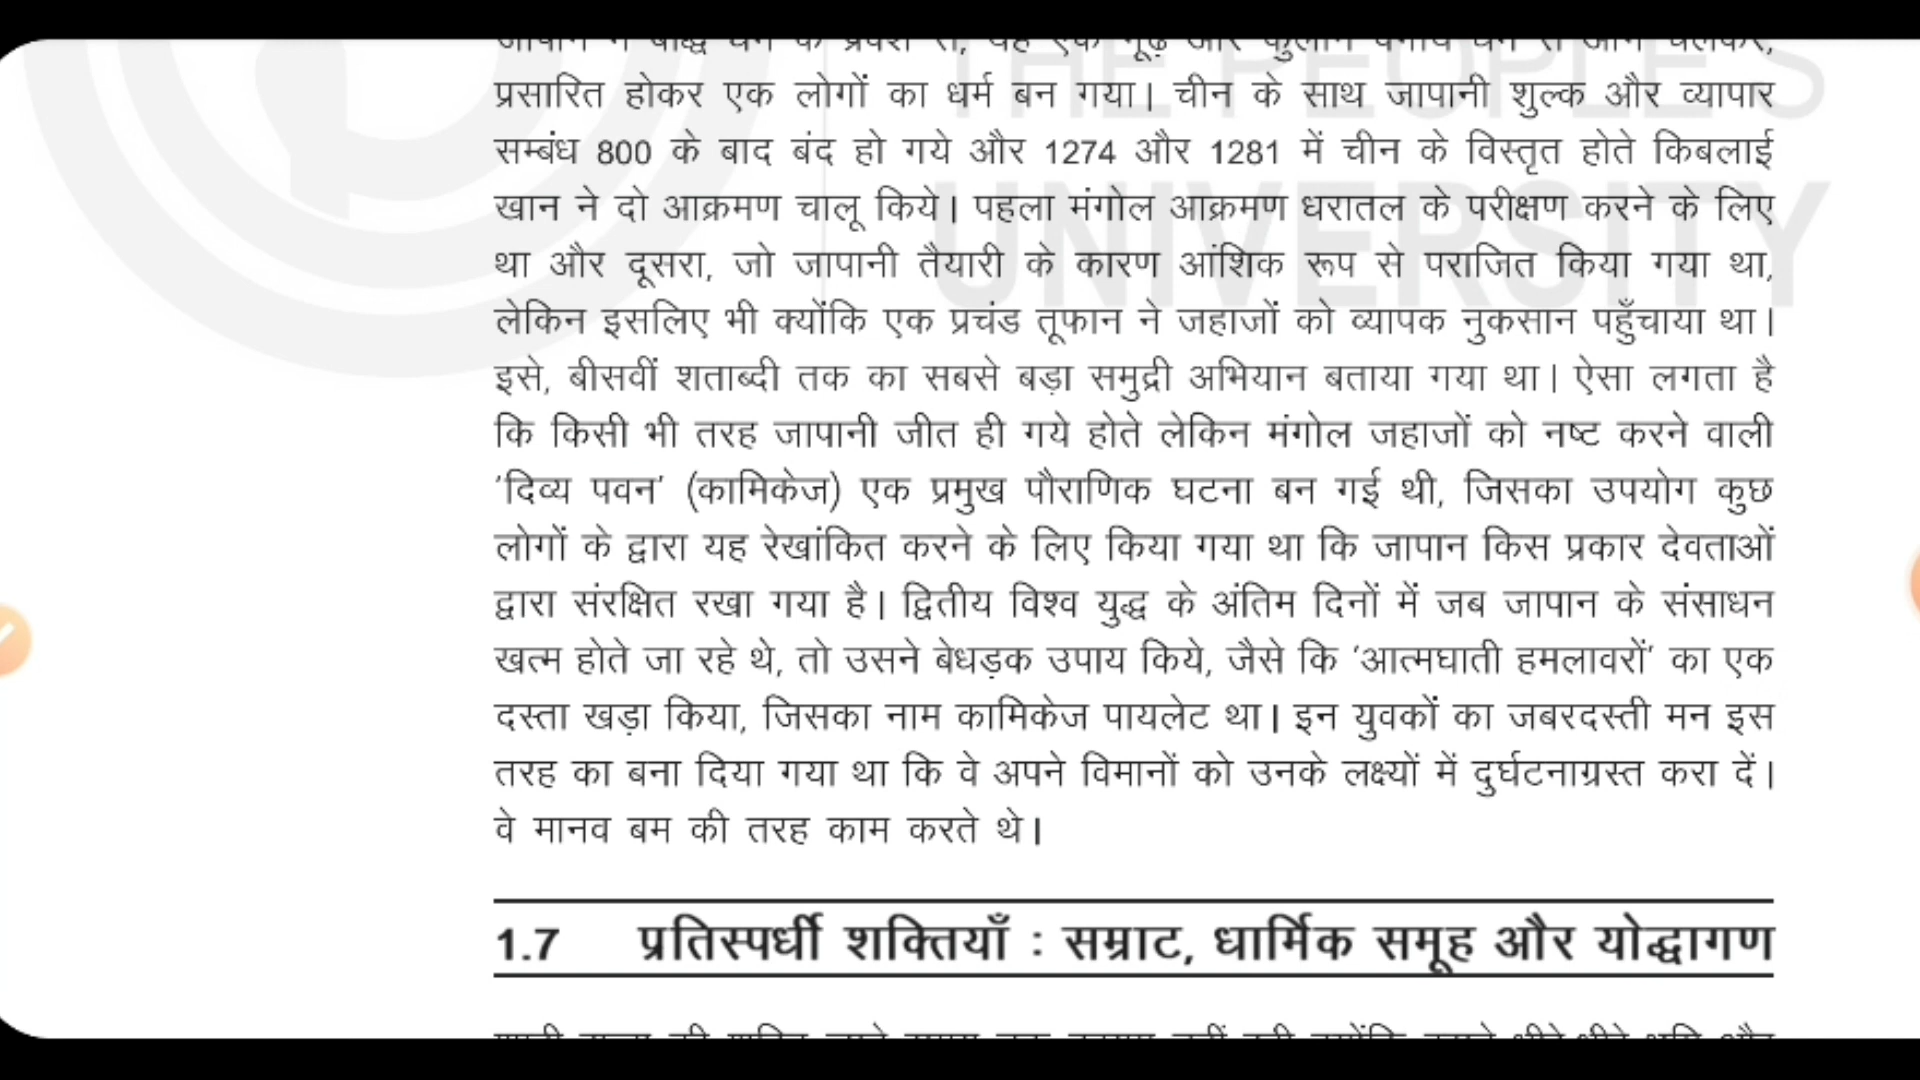 THE PEOPLE'S
UNIVERSITY
प्रसारित होकर एक लोगों का धर्म बन गया। चीन के साथ जापानी शुल्क और व्यापार
सम्बंध 800 के बाद बंद हो गये और 1274 और 1281 में चीन के विस्तृत होते किबलाई
खान ने दो आक्रमण चालू किये। पहला मंगोल आक्रमण धरातल के परीक्षण करने के लिए
था और दूसरा, जो जापानी तैयारी के कारण आंशिक रूप से पराजित किया गया था,
लेकिन इसलिए भी क्योंकि एक प्रचंड तूफान ने जहाजों को व्यापक नुकसान पहुँचाया था।
इसे, बीसवीं शताब्दी तक का सबसे बड़ा समुद्री अभियान बताया गया था। ऐसा लगता है
कि किसी भी तरह जापानी जीत ही गये होते लेकिन मंगोल जहाजों को नष्ट करने वाली
'दिव्य पवन' (कामिकेज) एक प्रमुख पौराणिक घटना बन गई थी, जिसका उपयोग कुछ
लोगों के द्वारा यह रेखांकित करने के लिए किया गया था कि जापान किस प्रकार देवताओं
द्वारा संरक्षित रखा गया है। द्वितीय विश्व युद्ध के अंतिम दिनों में जब जापान के संसाधन
खत्म होते जा रहे थे, तो उसने बेधड़क उपाय किये, जैसे कि 'आत्मघाती हमलावरों' का एक
दस्ता खड़ा किया, जिसका नाम कामिकेज पायलेट था। इन युवकों का जबरदस्ती मन इस
तरह का बना दिया गया था कि वे अपने विमानों को उनके लक्ष्यों में दुर्घटनाग्रस्त करा दें।
वे मानव बम की तरह काम करते थे।
1.7 प्रतिस्पर्धी शक्तियाँ : सम्राट, धार्मिक समूह और योद्धागण